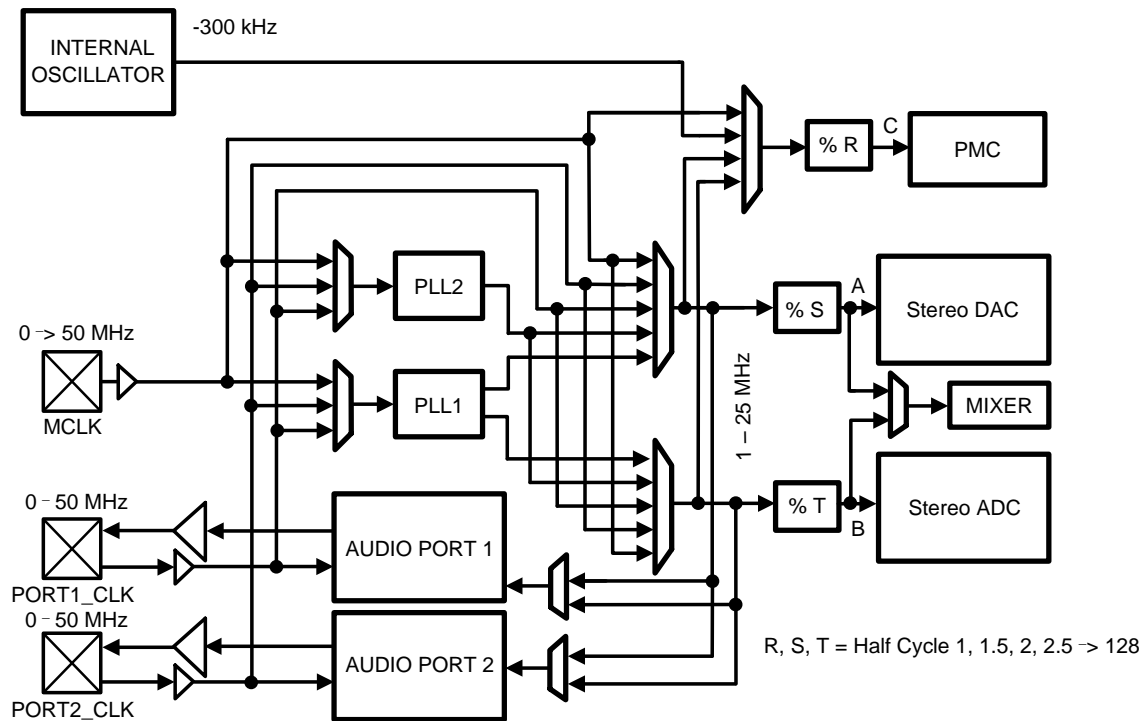 INTERNAL
OSCILLATOR
-300 kHz
% R
C
PMC
PLL2
% S
A
Stereo DAC
0 –> 50 MHz
MCLK
PLL1
1 – 25 MHz
MIXER
0 – 50 MHz
PORT1_CLK
AUDIO PORT 1
% T
B
Stereo ADC
0 – 50 MHz
PORT2_CLK
AUDIO PORT 2
R, S, T = Half Cycle 1, 1.5, 2, 2.5 –> 128